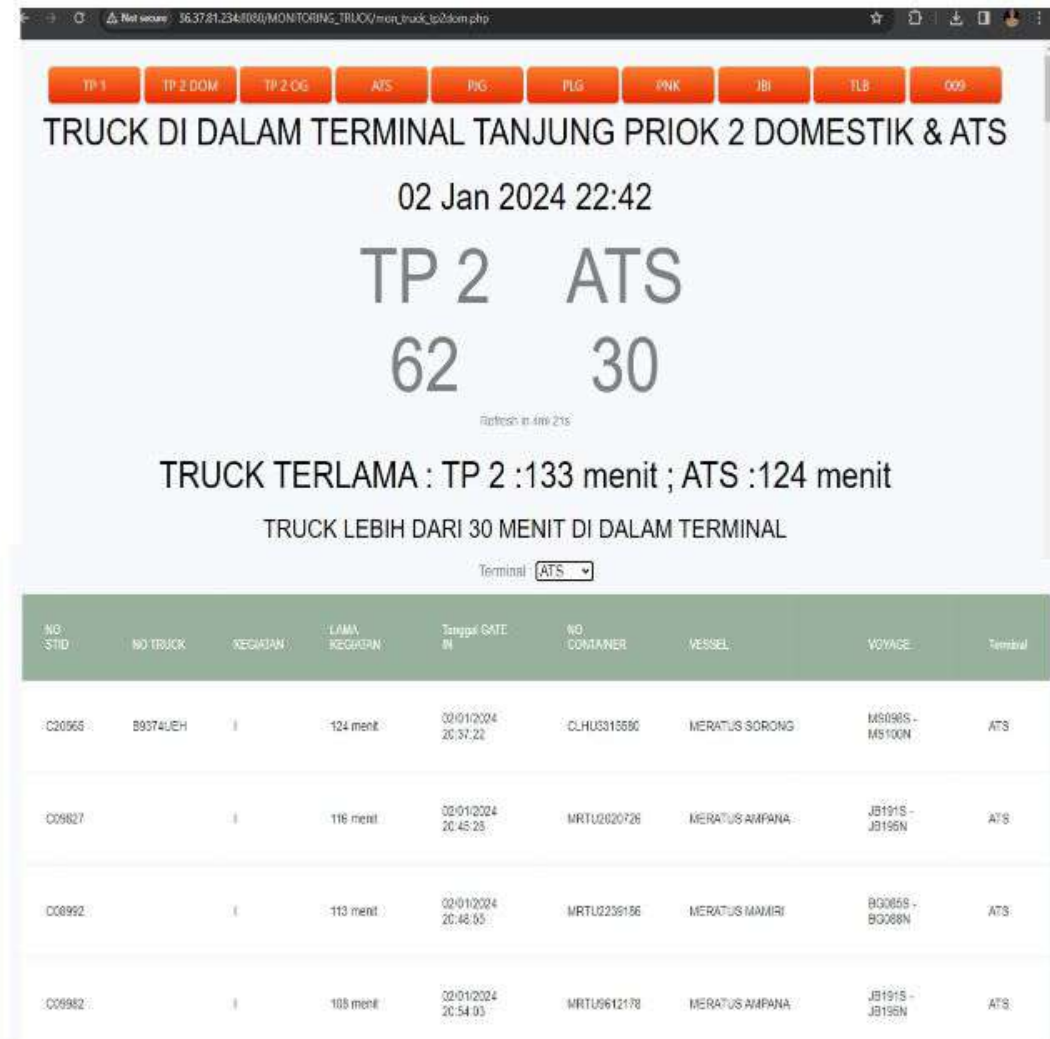 Not secure 36.37.81.234:8080/MONITORING_TRUCK/mon_truck_tp2dom.php
TP 1 TP 2 DOM TP 2 OG ATS PJG PLG PNK JBI TLB 009
TRUCK DI DALAM TERMINAL TANJUNG PRIOK 2 DOMESTIK & ATS
02 Jan 2024 22:42
TP 2 ATS
62 30
Refresh in 4m 21s
TRUCK TERLAMA : TP 2 :133 menit ; ATS :124 menit
TRUCK LEBIH DARI 30 MENIT DI DALAM TERMINAL
Terminal : ATS
NO STID NO TRUCK KEGIATAN LAMA KEGIATAN Tanggal GATE IN NO CONTAINER VESSEL VOYAGE Terminal
C20565 B9374UEH I 124 menit 02/01/2024 20:37:22 CLHU3315580 MERATUS SORONG MS098S - MS100N ATS
C09827 I 116 menit 02/01/2024 20:45:28 MRTU2020726 MERATUS AMPANA JB191S - JB195N ATS
C08992 I 113 menit 02/01/2024 20:48:55 MRTU2239186 MERATUS MAMIRI BG085S - BG088N ATS
C09982 I 108 menit 02/01/2024 20:54:03 MRTU9612178 MERATUS AMPANA JB191S - JB195N ATS